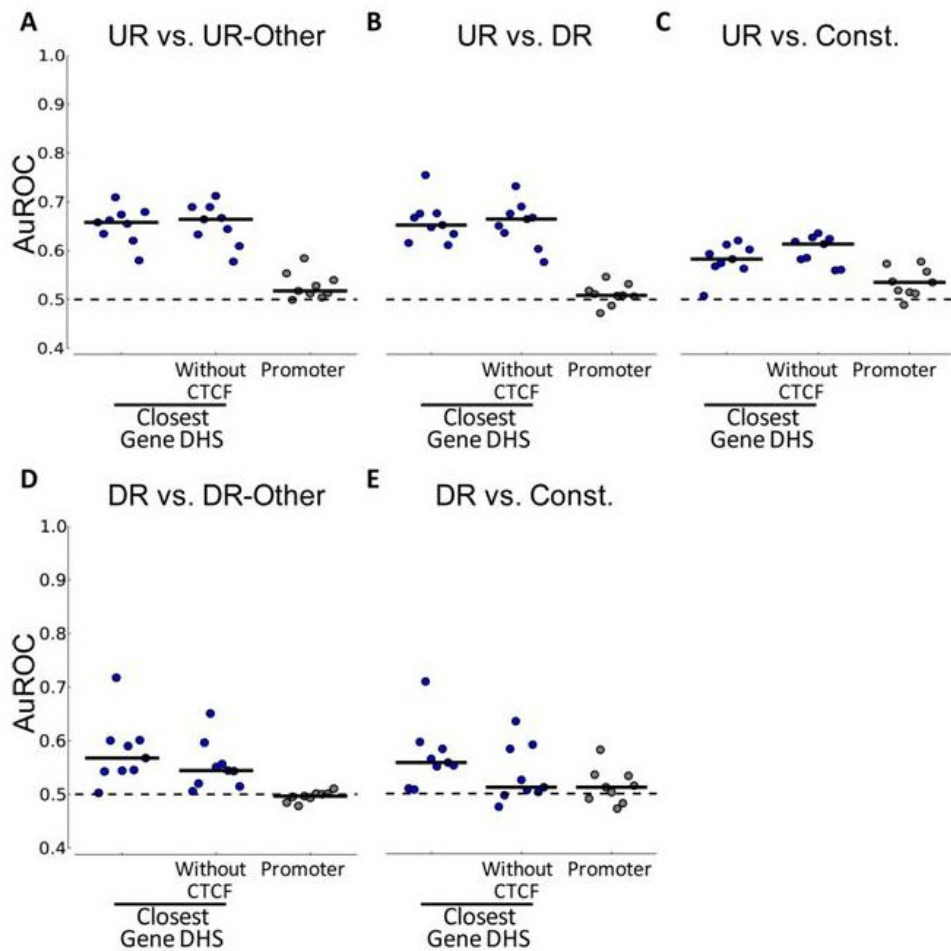 A
UR vs. UR-Other
B
UR vs. DR
C
UR vs. Const.
AuROC
1.0
0.9
0.8
0.7
0.6
0.5
0.4
Without
CTCF
Promoter
Closest
Gene DHS
Without
CTCF
Promoter
Closest
Gene DHS
Without
CTCF
Promoter
Closest
Gene DHS
D
DR vs. DR-Other
E
DR vs. Const.
AuROC
1.0
0.9
0.8
0.7
0.6
0.5
0.4
Without
CTCF
Promoter
Closest
Gene DHS
Without
CTCF
Promoter
Closest
Gene DHS